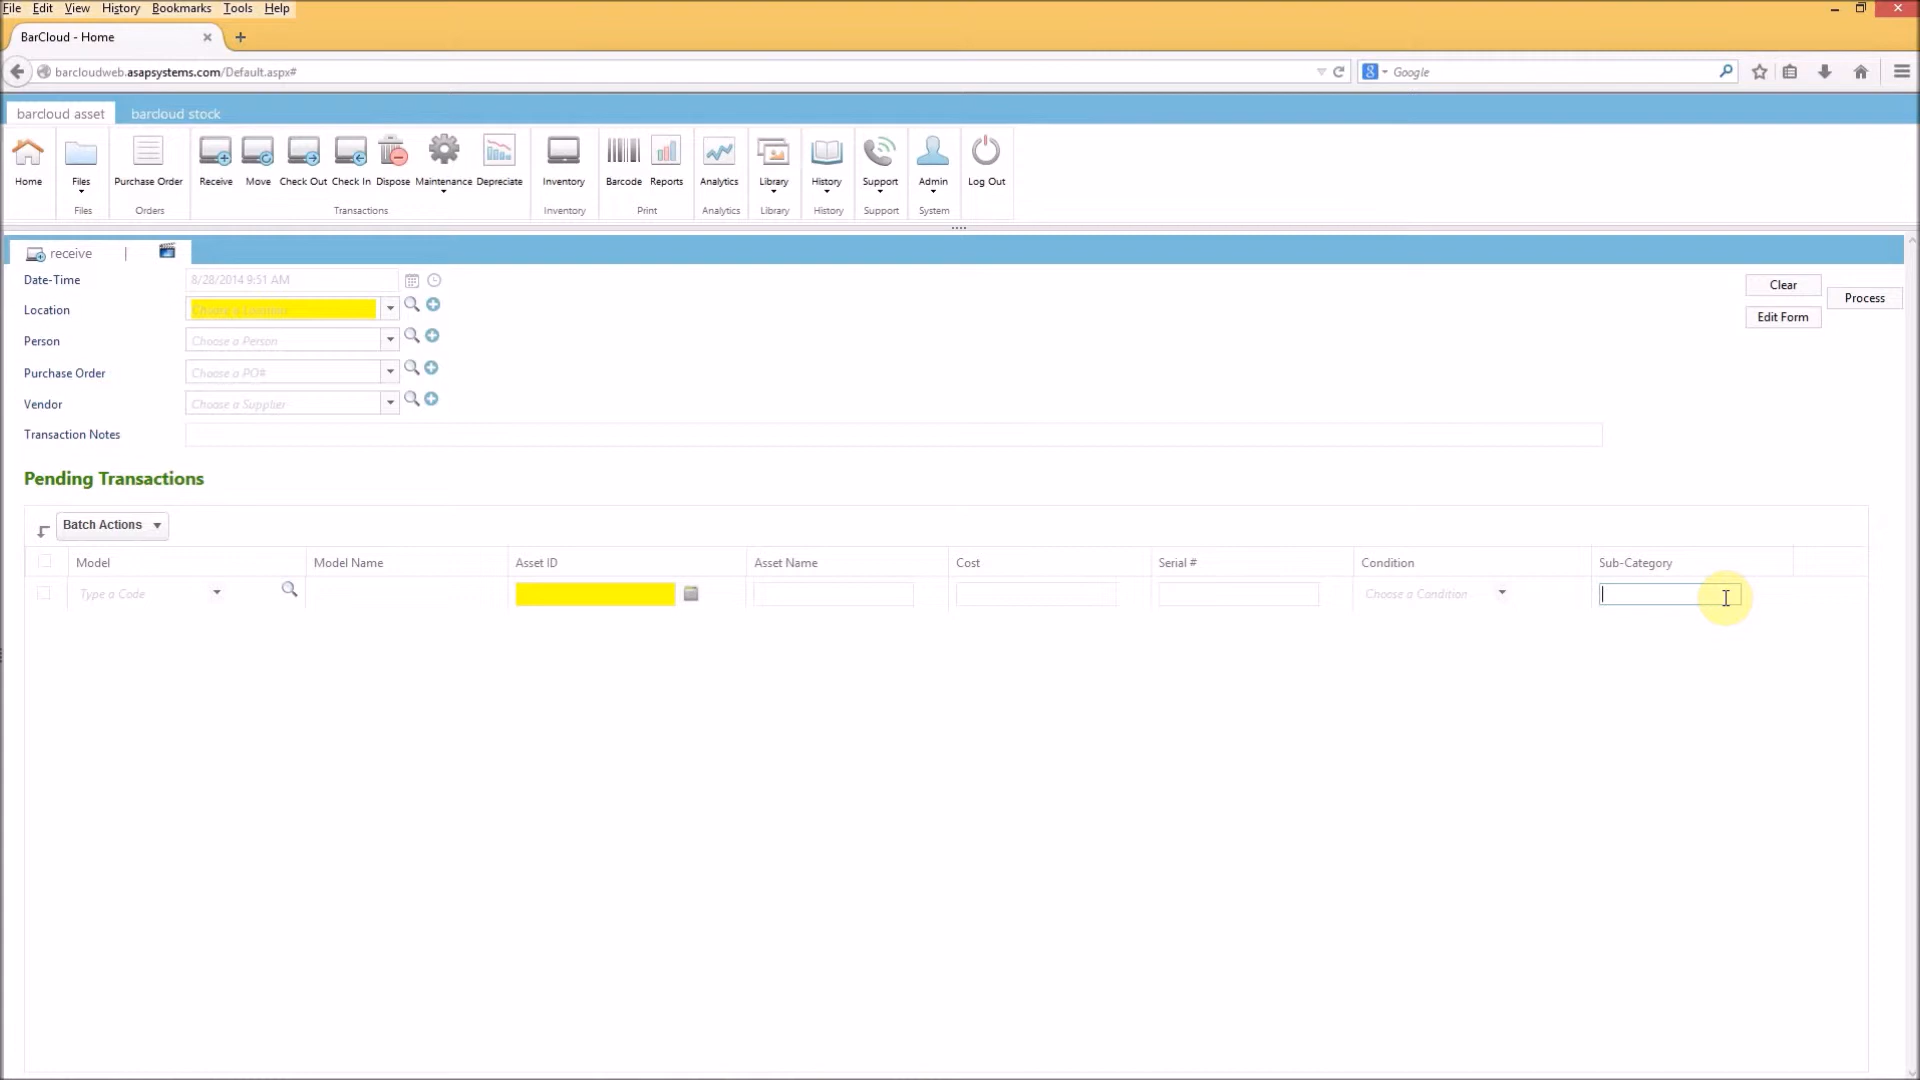 File Edit View History Bookmarks Tools Help
BarCloud - Home
barcloudweb.asapsystems.com/Default.aspx#
Google
barcloud asset barcloud stock
Home Files Purchase Order Receive Move Check Out Check In Dispose Maintenance Depreciate Inventory Barcode Reports Analytics Library History Support Admin Log Out
Files Orders Transactions Inventory Print Analytics Library History Support System
receive |
Date-Time 8/28/2014 9:51 AM
Clear
Process
Location Choose a Location
Edit Form
Person Choose a Person
Purchase Order Choose a PO#
Vendor Choose a Supplier
Transaction Notes
Pending Transactions
Batch Actions
Model Model Name Asset ID Asset Name Cost Serial # Condition Sub-Category
Type a Code Choose a Condition